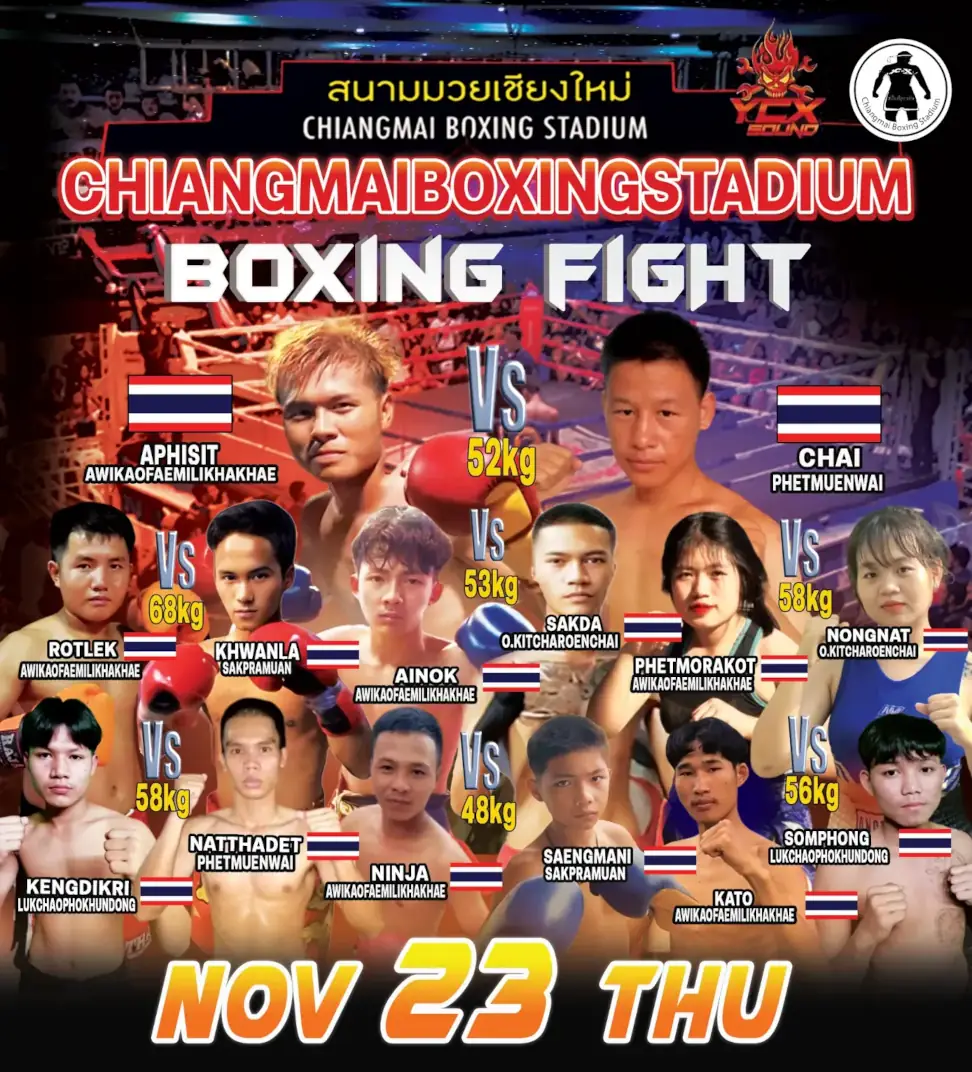 สนามมวยเชียงใหม่
CHIANGMAI BOXING STADIUM
YCX
SOUND
Chiangmai Boxing Stadium
CHIANGMAIBOXINGSTADIUM
BOXING FIGHT
Vs
52kg
APHISIT
AWIKAOFAEMILIKHAKHAE
CHAI
PHETMUENWAI
Vs
68kg
Vs
53kg
Vs
58kg
ROTLEK
AWIKAOFAEMILIKHAKHAE
KHWANLA
SAKPRAMUAN
AINOK
AWIKAOFAEMILIKHAKHAE
SAKDA
O.KITCHAROENCHAI
PHETMORAKOT
AWIKAOFAEMILIKHAKHAE
NONGNAT
O.KITCHAROENCHAI
Vs
58kg
Vs
48kg
Vs
56kg
KENGDIKRI
LUKCHAOPHOKHUNDONG
NATTHADET
PHETMUENWAI
NINJA
AWIKAOFAEMILIKHAKHAE
SAENGMANI
SAKPRAMUAN
KATO
AWIKAOFAEMILIKHAKHAE
SOMPHONG
LUKCHAOPHOKHUNDONG
NOV 23 THU